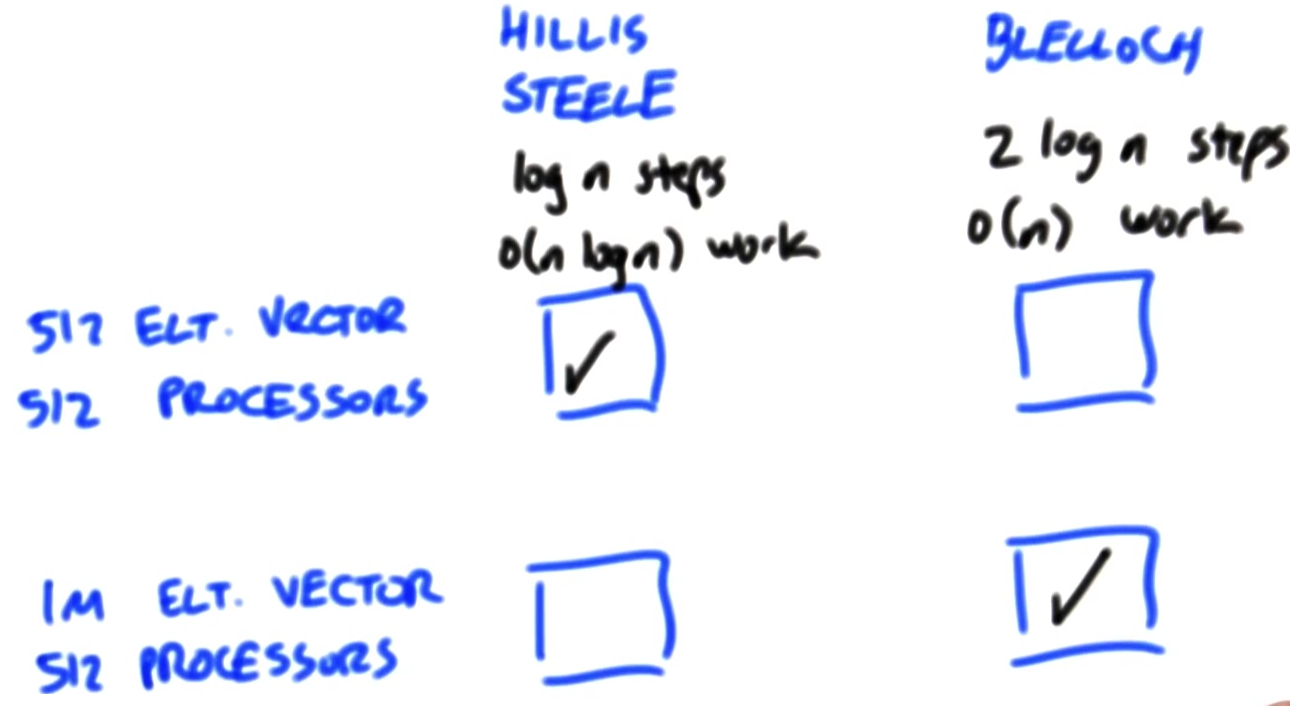 HILLIS
STEELE
log n steps
O(n log n) work
BLELLOCH
2 log n steps
O(n) work
512 ELT. VECTOR
512 PROCESSORS
✓
1M ELT. VECTOR
512 PROCESSORS
✓